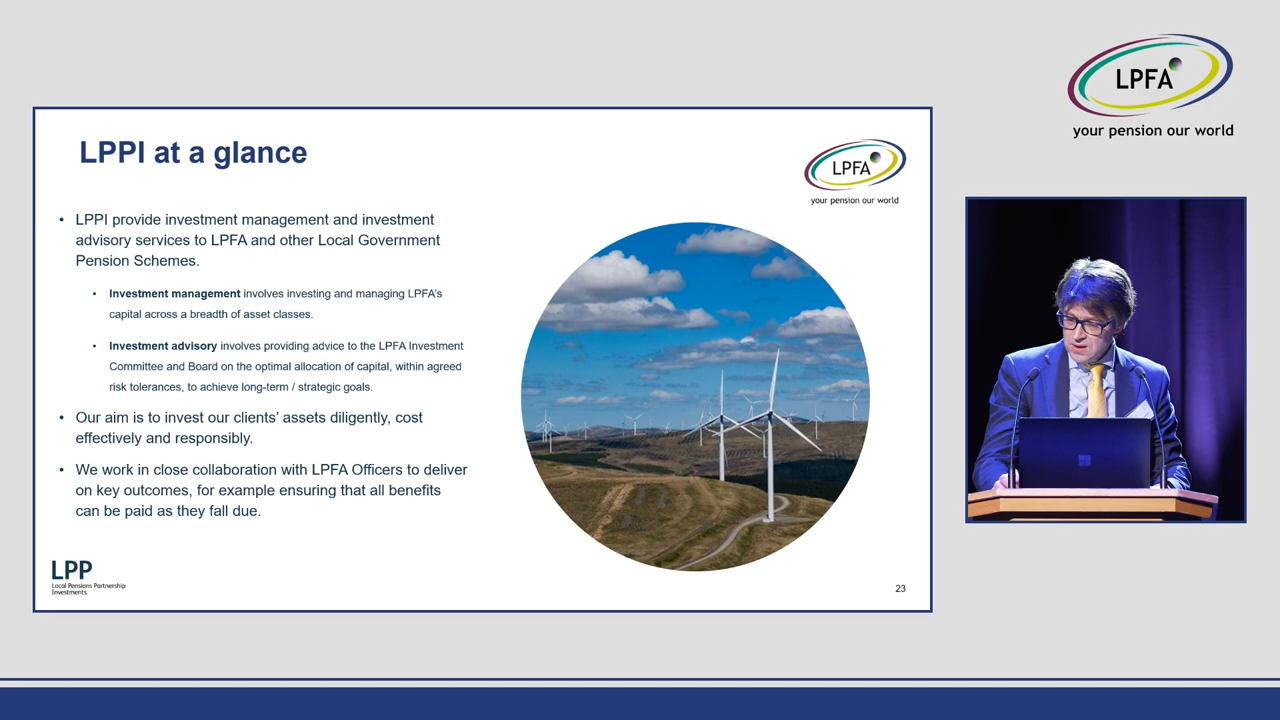 LPFA
your pension our world
LPPI at a glance
LPFA
your pension our world
• LPPI provide investment management and investment
advisory services to LPFA and other Local Government
Pension Schemes.
• Investment management involves investing and managing LPFA's
capital across a breadth of asset classes.
• Investment advisory involves providing advice to the LPFA Investment
Committee and Board on the optimal allocation of capital, within agreed
risk tolerances, to achieve long-term / strategic goals.
• Our aim is to invest our clients' assets diligently, cost
effectively and responsibly.
• We work in close collaboration with LPFA Officers to deliver
on key outcomes, for example ensuring that all benefits
can be paid as they fall due.
LPP
Local Pensions Partnership
Investments
23